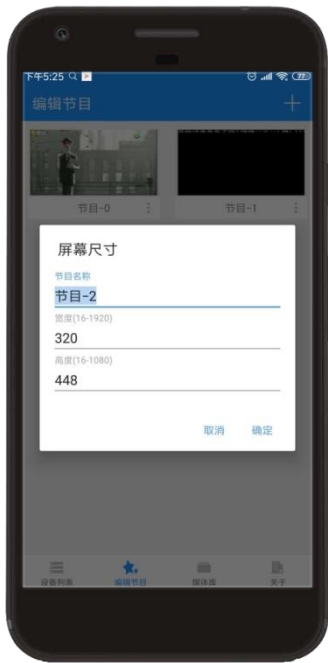 下午5:25
77
编辑节目
节目-0
节目-1
屏幕尺寸
节目名称
节目-2
宽度(16-1920)
320
高度(16-1080)
448
取消
确定
设备列表
编辑节目
媒体库
关于